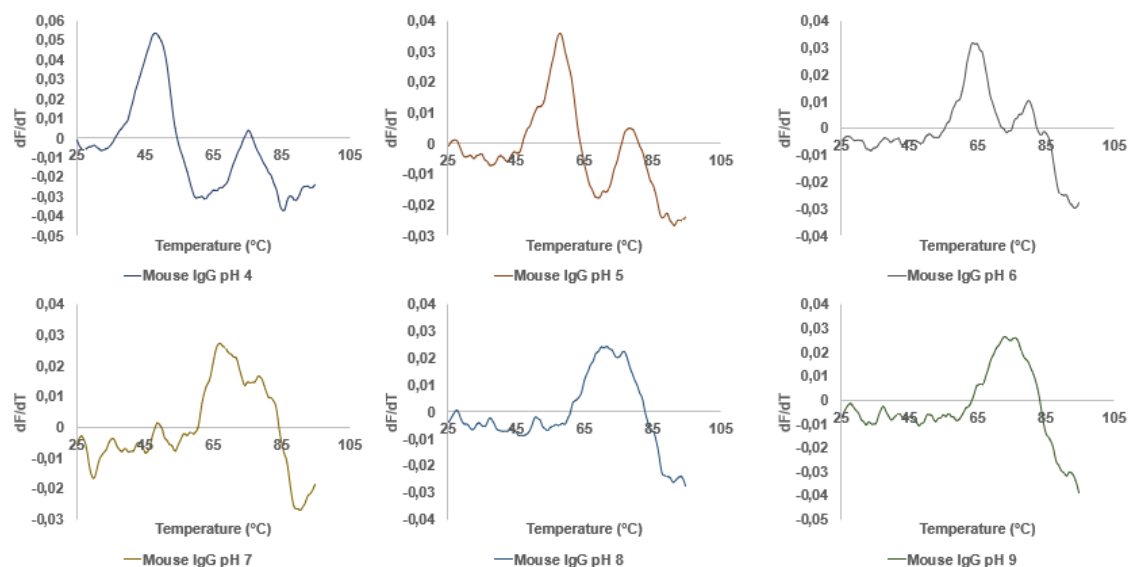 0,06
0,05
0,04
0,03
0,02
0,01
0
-0,01
-0,02
-0,03
-0,04
-0,05
dF/dT
25 45 65 85 105
Temperature (°C)
Mouse IgG pH 4
0,04
0,03
0,02
0,01
0
-0,01
-0,02
-0,03
dF/dT
25 45 65 85 105
Temperature (°C)
Mouse IgG pH 5
0,04
0,03
0,02
0,01
0
-0,01
-0,02
-0,03
-0,04
dF/dT
25 45 65 85 105
Temperature (°C)
Mouse IgG pH 6
0,04
0,03
0,02
0,01
0
-0,01
-0,02
-0,03
dF/dT
25 45 65 85 105
Temperature (°C)
Mouse IgG pH 7
0,04
0,03
0,02
0,01
0
-0,01
-0,02
-0,03
-0,04
dF/dT
25 45 65 85 105
Temperature (°C)
Mouse IgG pH 8
0,04
0,03
0,02
0,01
0
-0,01
-0,02
-0,03
-0,04
-0,05
dF/dT
25 45 65 85 105
Temperature (°C)
Mouse IgG pH 9